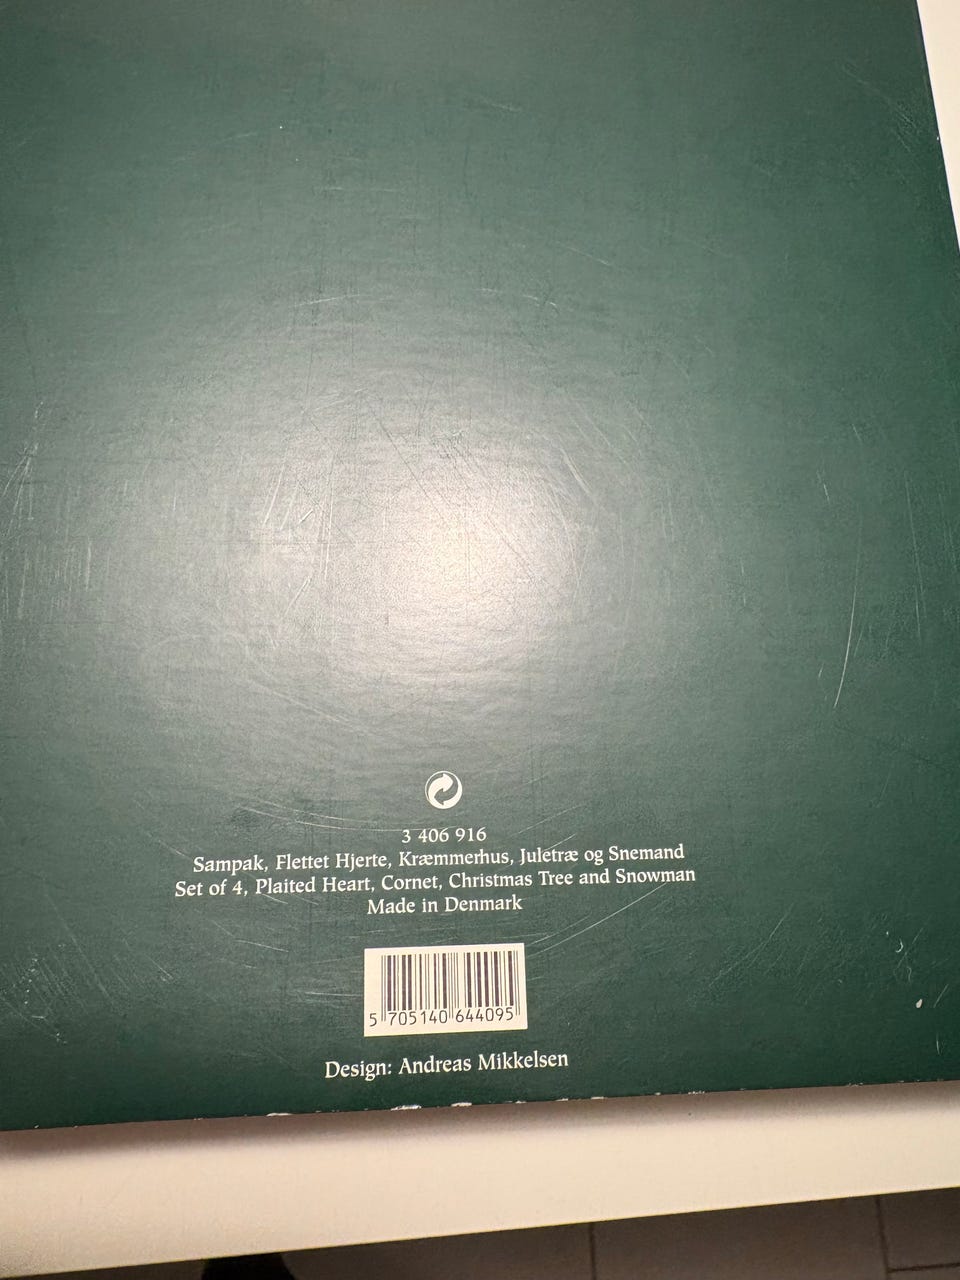 3 406 916
Sampak, Flettet Hjerte, Kræmmerhus, Juletræ og Snemand
Set of 4, Plaited Heart, Cornet, Christmas Tree and Snowman
Made in Denmark
5 705140 644095
Design: Andreas Mikkelsen